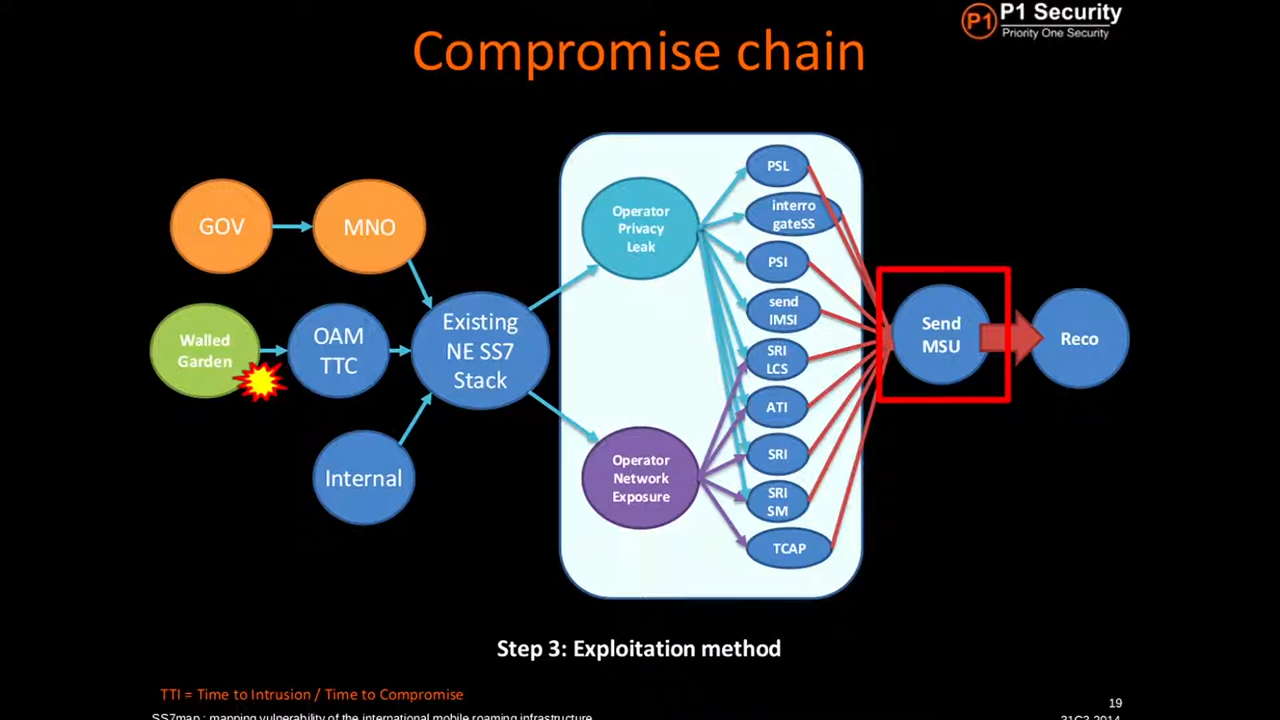 P1 P1 Security
Priority One Security
Compromise chain
GOV
MNO
Walled
Garden
OAM
TTC
Internal
Existing
NE SS7
Stack
Operator
Privacy
Leak
Operator
Network
Exposure
PSL
interro
gateSS
PSI
send
IMSI
SRI
LCS
ATI
SRI
SRI
SM
TCAP
Send
MSU
Reco
Step 3: Exploitation method
TTI = Time to Intrusion / Time to Compromise
SS7map : mapping vulnerability of the international mobile roaming infrastructure
19
31C3 2014